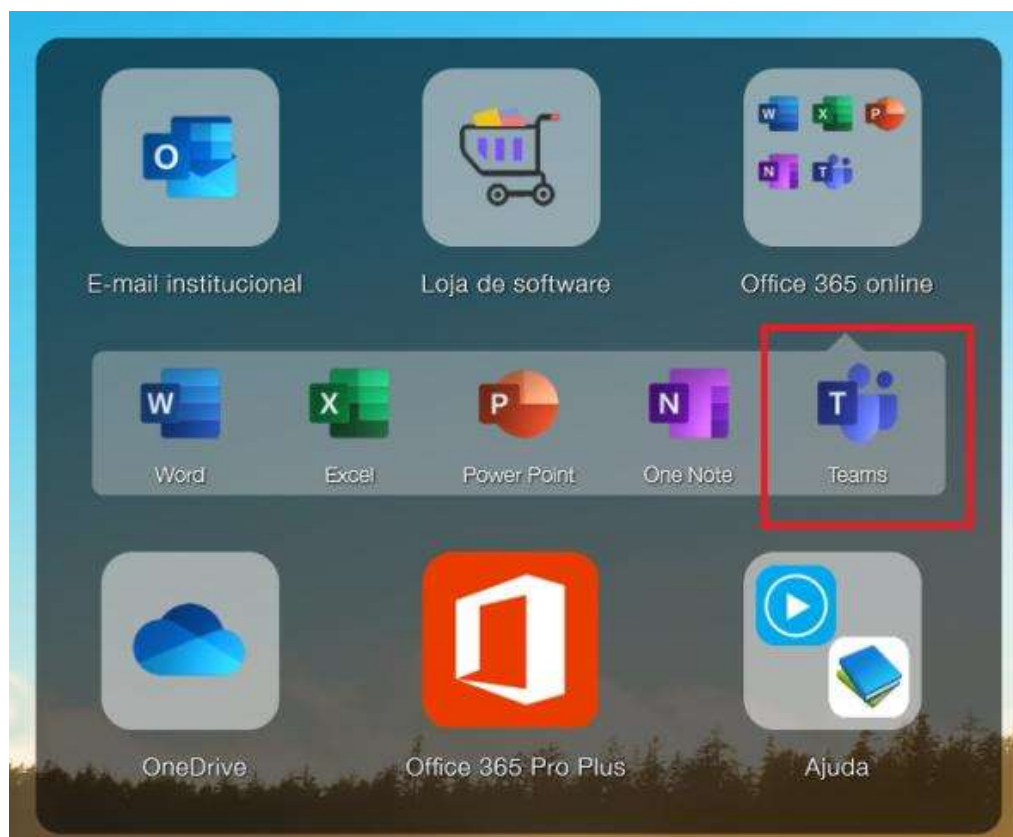 E-mail institucional
Loja de software
Office 365 online
Word
Excel
Power Point
One Note
Teams
OneDrive
Office 365 Pro Plus
Ajuda